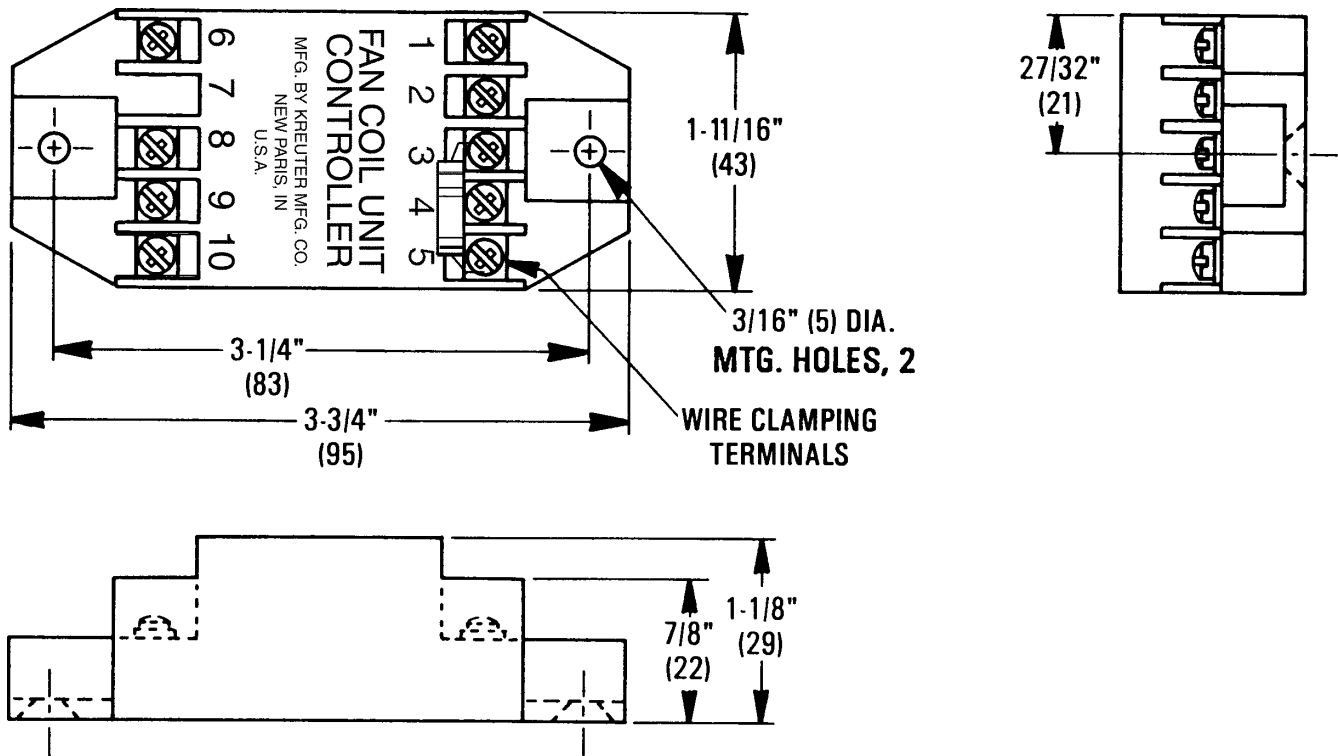 6
7
8
9
10
FAN COIL UNIT
CONTROLLER
MFG. BY KREUTER MFG. CO.
NEW PARIS, IN
U.S.A.
1
2
3
4
5
1-11/16"
(43)
27/32"
(21)
3/16" (5) DIA.
MTG. HOLES, 2
3-1/4"
(83)
3-3/4"
(95)
WIRE CLAMPING
TERMINALS
7/8"
(22)
1-1/8"
(29)